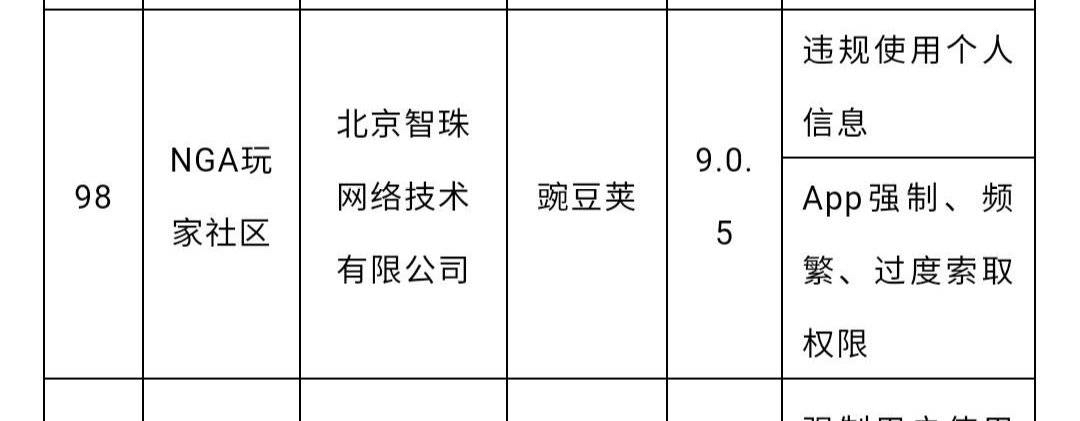 98
NGA玩
家社区
北京智珠
网络技术
有限公司
豌豆荚
9.0.
5
违规使用个人
信息
App强制、频
繁、过度索取
权限